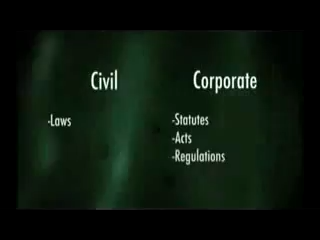 Civil
-Laws
Corporate
-Statutes
-Acts
-Regulations